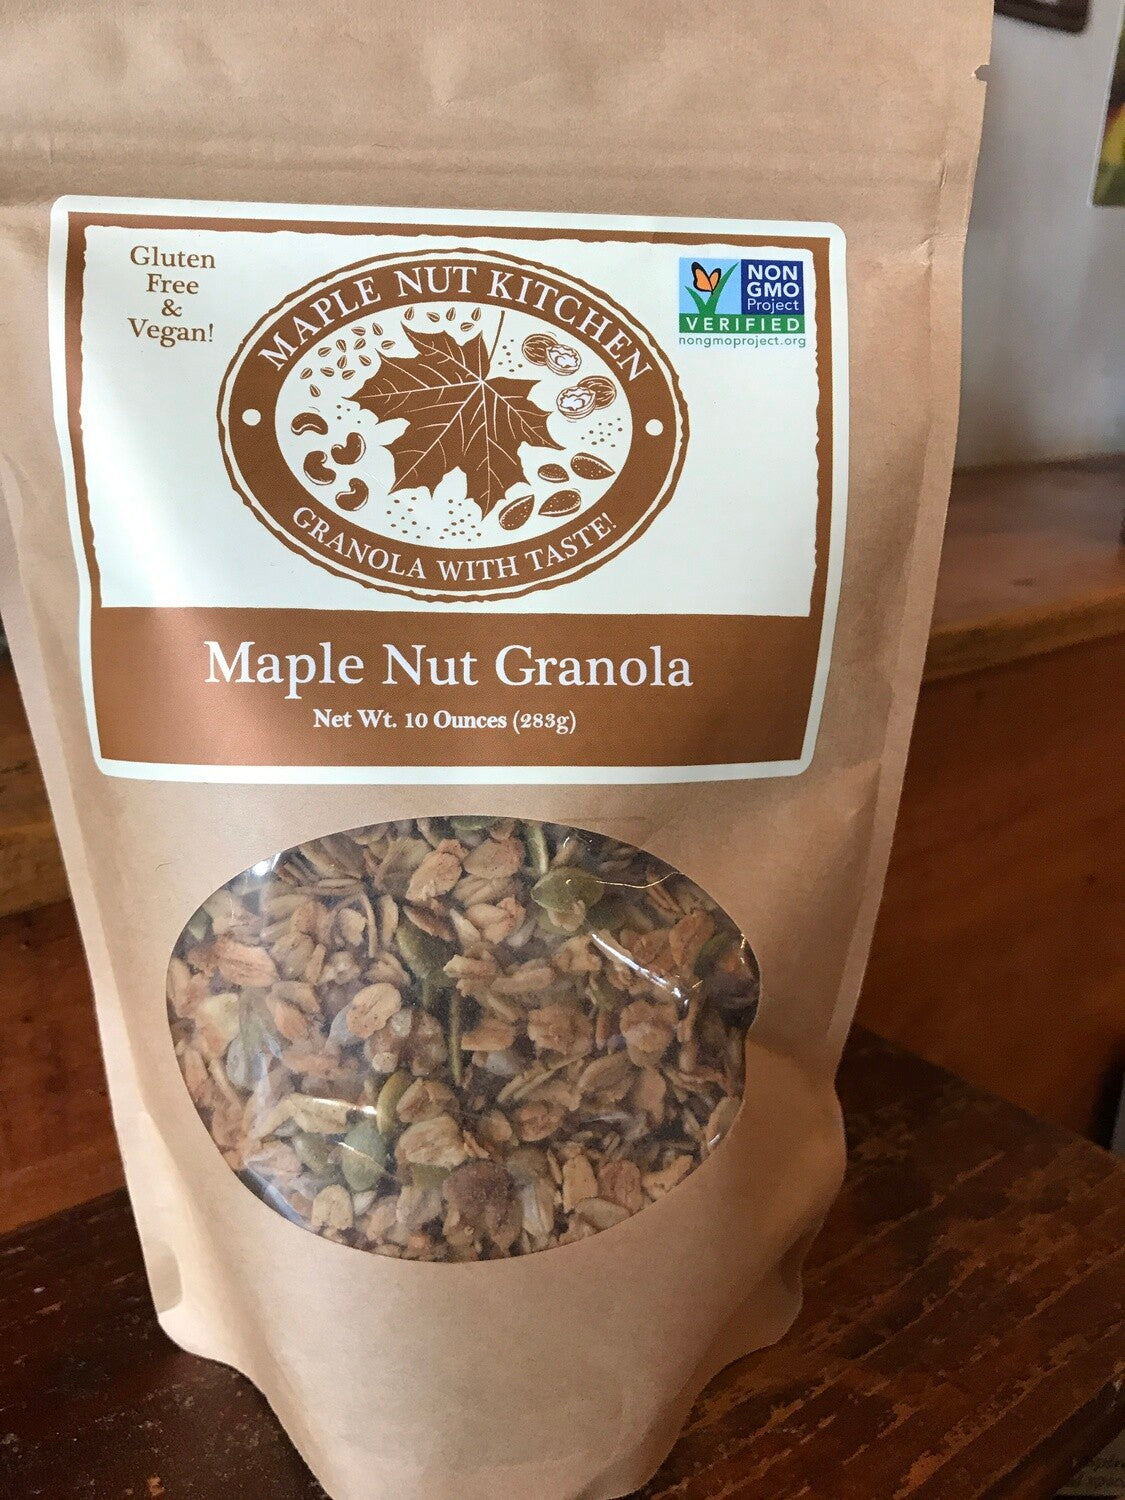 Gluten
Free
&
Vegan!
MAPLE NUT KITCHEN
GRANOLA WITH TASTE!
NON
GMO
Project
VERIFIED
nongmoproject.org
Maple Nut Granola
Net Wt. 10 Ounces (283g)